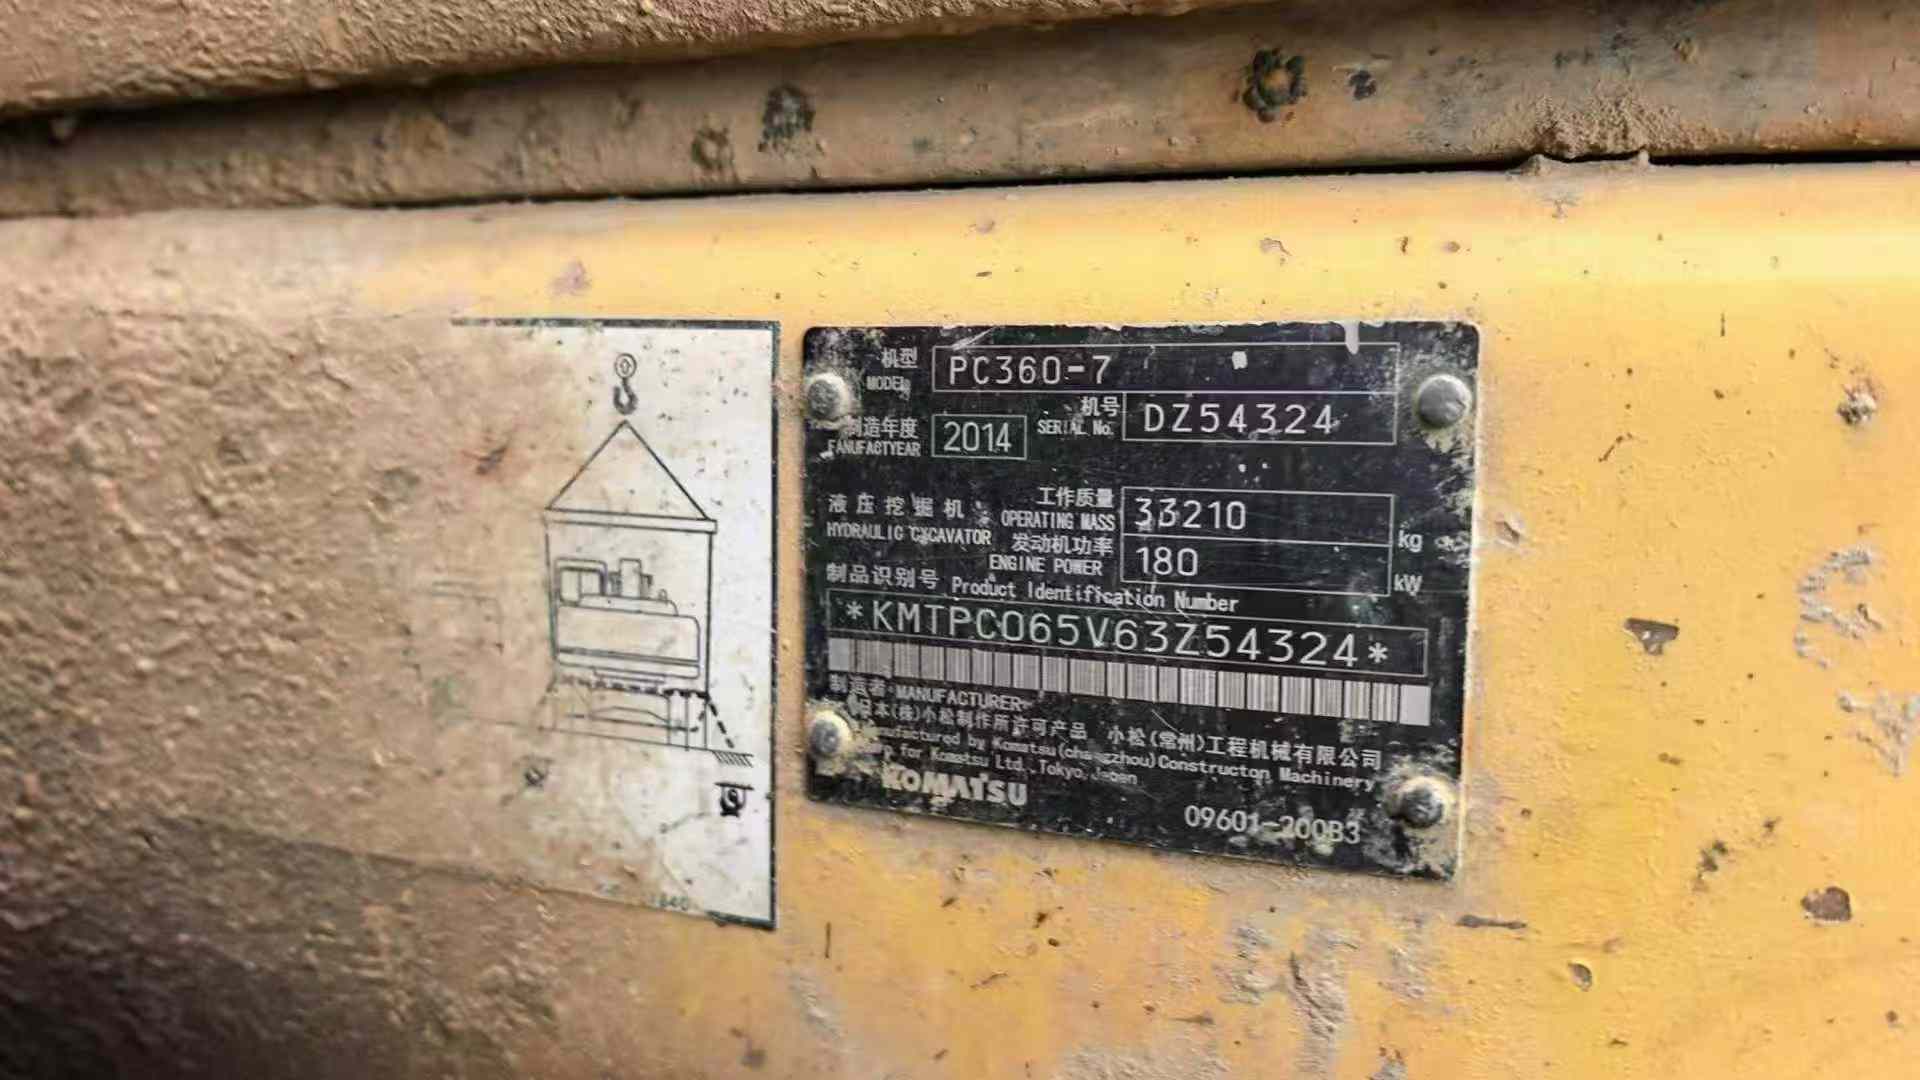 机型 PC360-7
MODEL
机号 DZ54324
SERIAL No.
制造年度 2014
FANUFACTYEAR
液压挖掘机 工作质量 33210 kg
HYDRAULIC CXCAVATOR OPERATING MASS
发动机功率 180 kW
ENGINE POWER
制品识别号 Product Identification Number
*KMTPC065V63Z54324*
制造者 MANUFACTURER
日本(株)小松制作所许可产品 小松(常州)工程机械有限公司
Manufactured by Komatsu(changzhou)Constructon Machinery
Corp for Komatsu Ltd.,Tokyo,Jaben
KOMATSU
09601-200B3